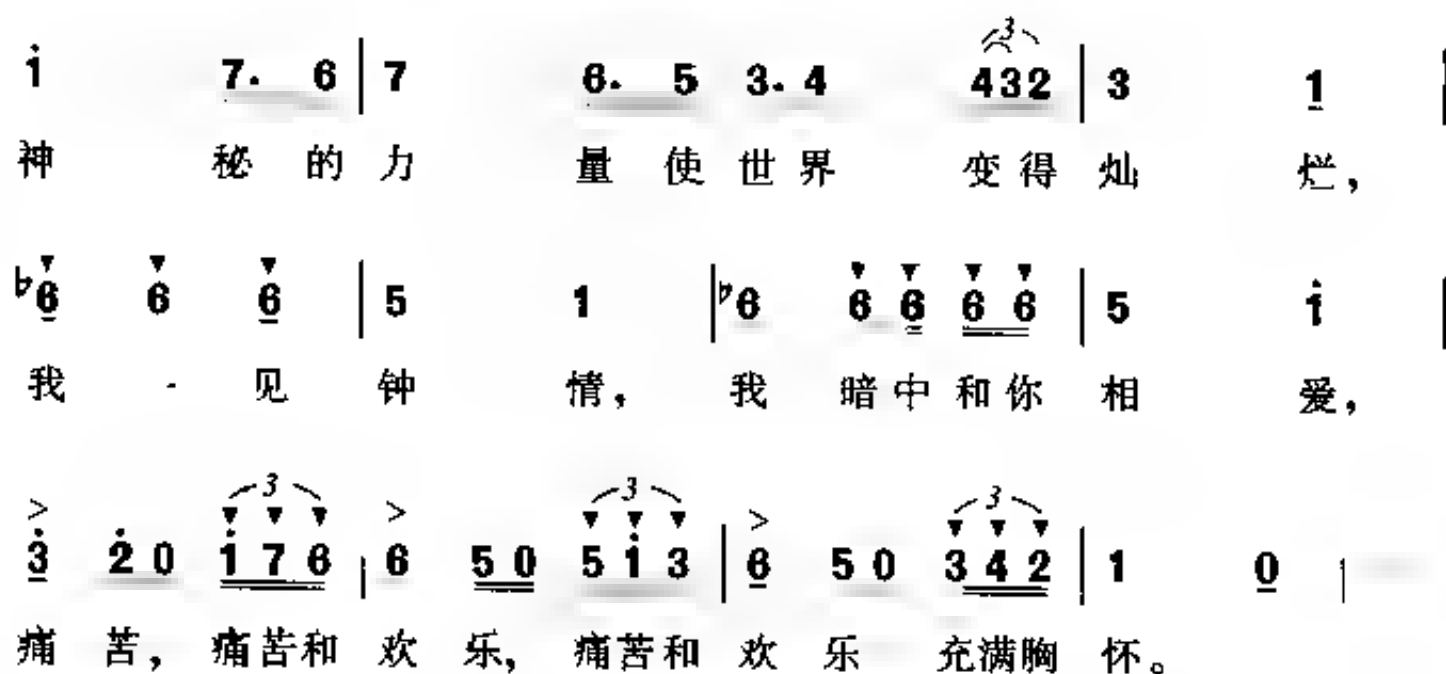 i 7. 6 | 7 6. 5 3. 4 3 432 | 3 1
神 秘 的 力 量 使 世 界 变 得 灿 烂，
♭6 6 6 | 5 1 | ♭6 6 6 6 6 | 5 i
我 - 见 钟 情， 我 暗 中 和 你 相 爱，
3̇ 2̇ 0 3 i 7 6 | 6 5 0 3 5 i 3 | 6 5 0 3 3 4 2 | 1 0
痛 苦， 痛 苦 和 欢 乐， 痛 苦 和 欢 乐 充 满 胸 怀。